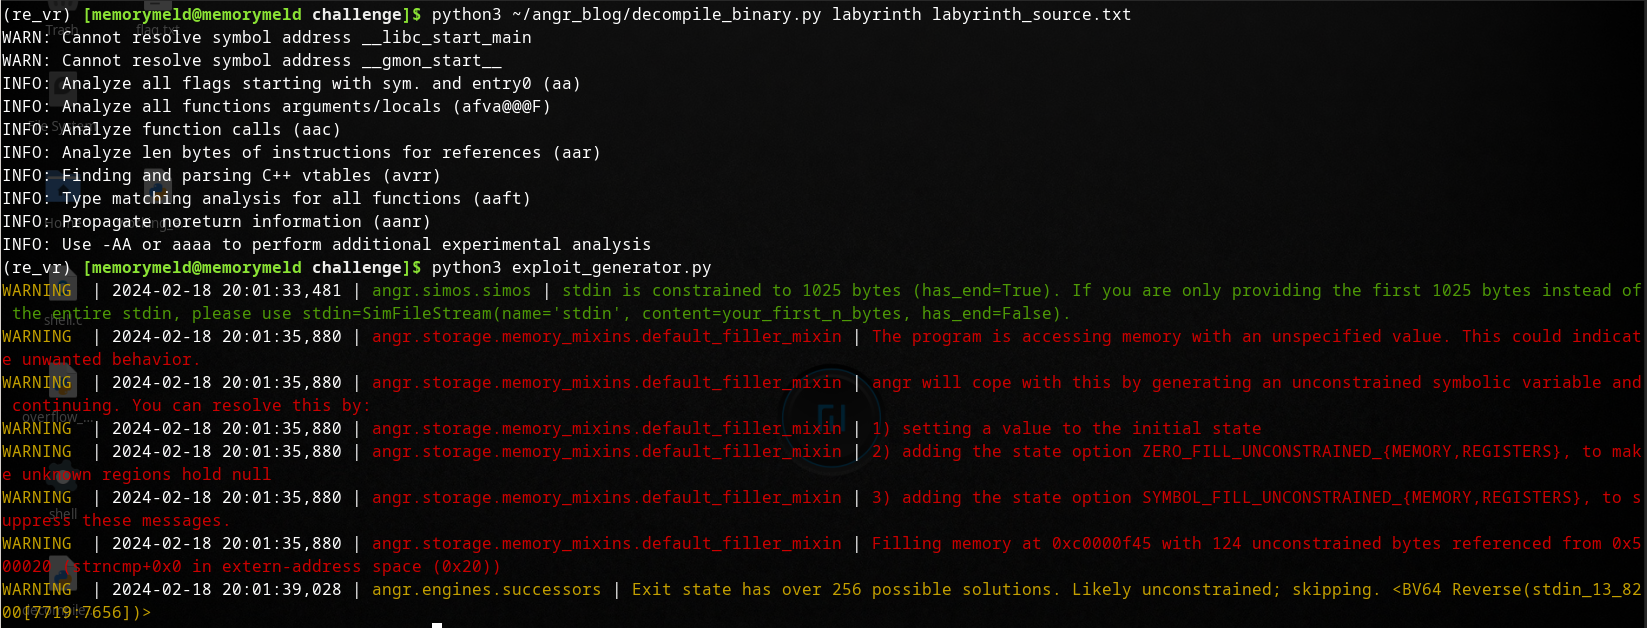 (re_vr) [memorymeld@memorymeld challenge]$ python3 ~/angr_blog/decompile_binary.py labyrinth labyrinth_source.txt
WARN: Cannot resolve symbol address __libc_start_main
WARN: Cannot resolve symbol address __gmon_start__
INFO: Analyze all flags starting with sym. and entry0 (aa)
INFO: Analyze all functions arguments/locals (afva@@@F)
INFO: Analyze function calls (aac)
INFO: Analyze len bytes of instructions for references (aar)
INFO: Finding and parsing C++ vtables (avrr)
INFO: Type matching analysis for all functions (aaft)
INFO: Propagate noreturn information (aanr)
INFO: Use -AA or aaaa to perform additional experimental analysis
(re_vr) [memorymeld@memorymeld challenge]$ python3 exploit_generator.py
WARNING  | 2024-02-18 20:01:33,481 | angr.simos.simos | stdin is constrained to 1025 bytes (has_end=True). If you are only providing the first 1025 bytes instead of
 the entire stdin, please use stdin=SimFileStream(name='stdin', content=your_first_n_bytes, has_end=False).
WARNING  | 2024-02-18 20:01:35,880 | angr.storage.memory_mixins.default_filler_mixin | The program is accessing memory with an unspecified value. This could indicat
e unwanted behavior.
WARNING  | 2024-02-18 20:01:35,880 | angr.storage.memory_mixins.default_filler_mixin | angr will cope with this by generating an unconstrained symbolic variable and
 continuing. You can resolve this by:
WARNING  | 2024-02-18 20:01:35,880 | angr.storage.memory_mixins.default_filler_mixin | 1) setting a value to the initial state
WARNING  | 2024-02-18 20:01:35,880 | angr.storage.memory_mixins.default_filler_mixin | 2) adding the state option ZERO_FILL_UNCONSTRAINED_{MEMORY,REGISTERS}, to mak
e unknown regions hold null
WARNING  | 2024-02-18 20:01:35,880 | angr.storage.memory_mixins.default_filler_mixin | 3) adding the state option SYMBOL_FILL_UNCONSTRAINED_{MEMORY,REGISTERS}, to s
uppress these messages.
WARNING  | 2024-02-18 20:01:35,880 | angr.storage.memory_mixins.default_filler_mixin | Filling memory at 0xc0000f45 with 124 unconstrained bytes referenced from 0x5
00020 (strncmp+0x0 in extern-address space (0x20))
WARNING  | 2024-02-18 20:01:39,028 | angr.engines.successors | Exit state has over 256 possible solutions. Likely unconstrained; skipping. <BV64 Reverse(stdin_13_82
00[7719:7656])>
Trash
flag.txt
File System
shell.c
overflow_...
shell